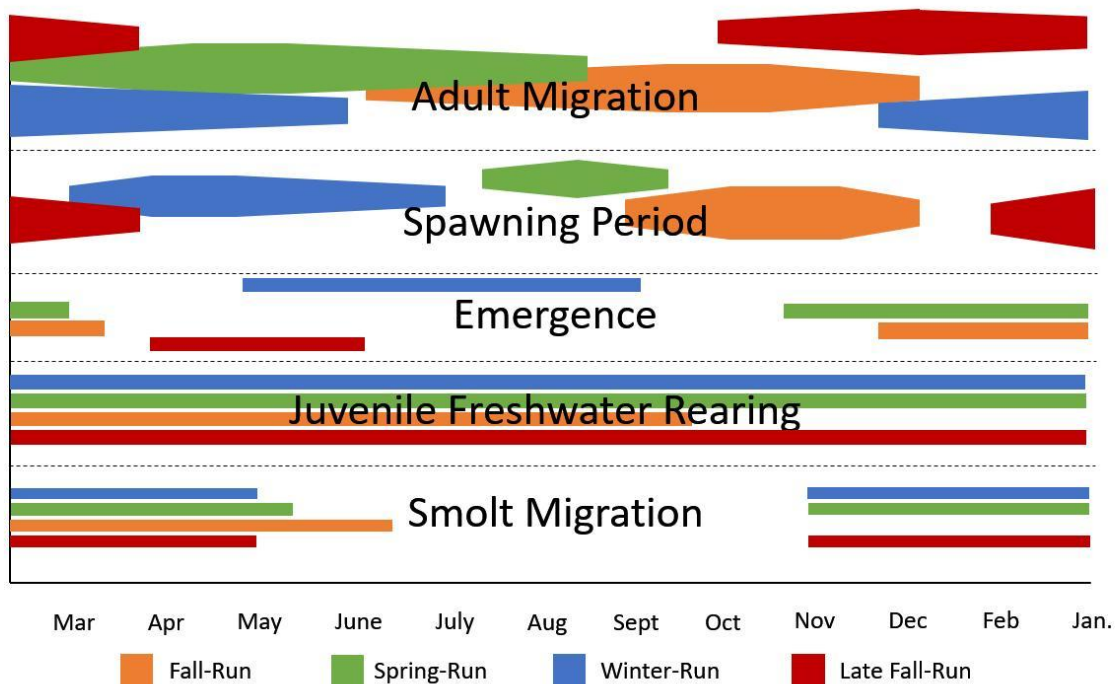 Adult Migration
Spawning Period
Emergence
Juvenile Freshwater Rearing
Smolt Migration
Mar Apr May June July Aug Sept Oct Nov Dec Feb Jan.
Fall-Run Spring-Run Winter-Run Late Fall-Run